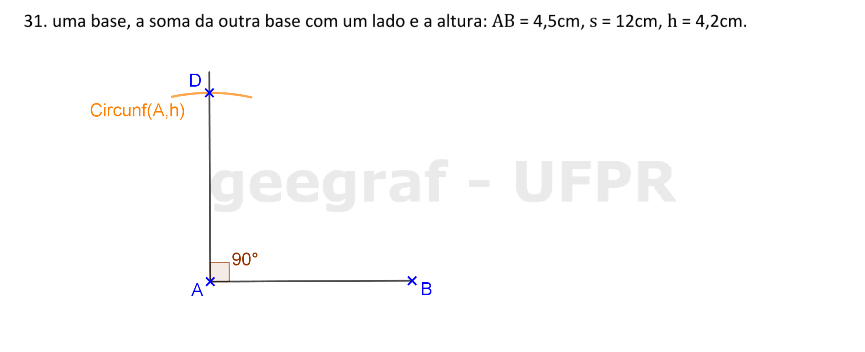 31. uma base, a soma da outra base com um lado e a altura: AB = 4,5cm, s = 12cm, h = 4,2cm.
D
Circunf(A,h)
geegraf - UFPR
90°
A
B